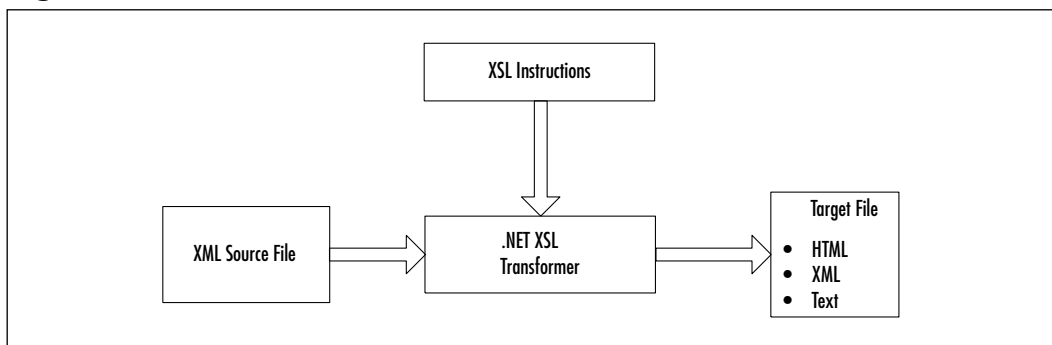 XSL Instructions
XML Source File
.NET XSL
Transformer
Target File
• HTML
• XML
• Text